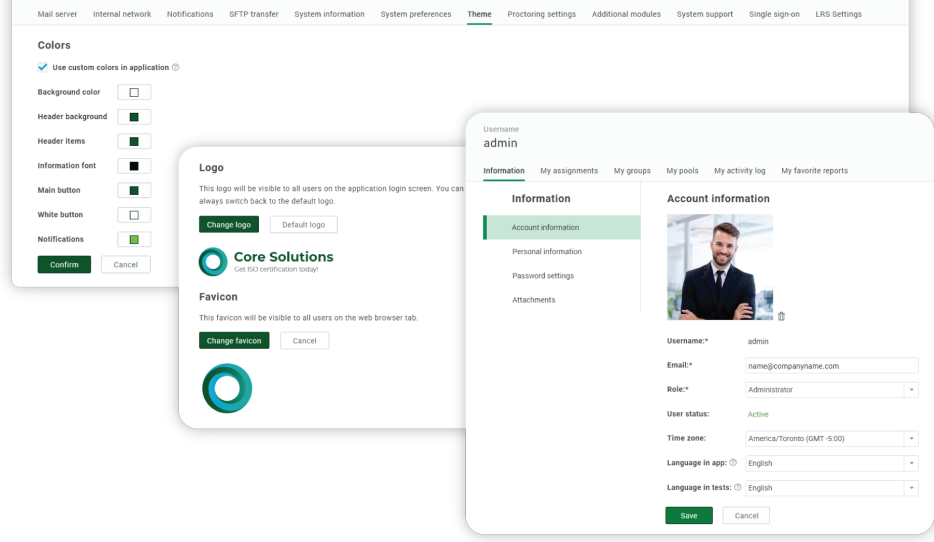 Mail server Internal network Notifications SFTP transfer System information System preferences Theme Proctoring settings Additional modules System support Single sign-on LRS Settings
Colors
Use custom colors in application
Background color
Header background
Header items
Information font
Main button
White button
Notifications
Confirm Cancel
Logo
This logo will be visible to all users on the application login screen. You can
always switch back to the default logo.
Change logo Default logo
Core Solutions
Get ISO certification today!
Favicon
This favicon will be visible to all users on the web browser tab.
Change favicon Cancel
Username
admin
Information My assignments My groups My pools My activity log My favorite reports
Information
Account information
Personal information
Password settings
Attachments
Account information
Username:* admin
Email:* name@companyname.com
Role:* Administrator
User status: Active
Time zone: America/Toronto (GMT -5:00)
Language in app: ? English
Language in tests: ? English
Save Cancel